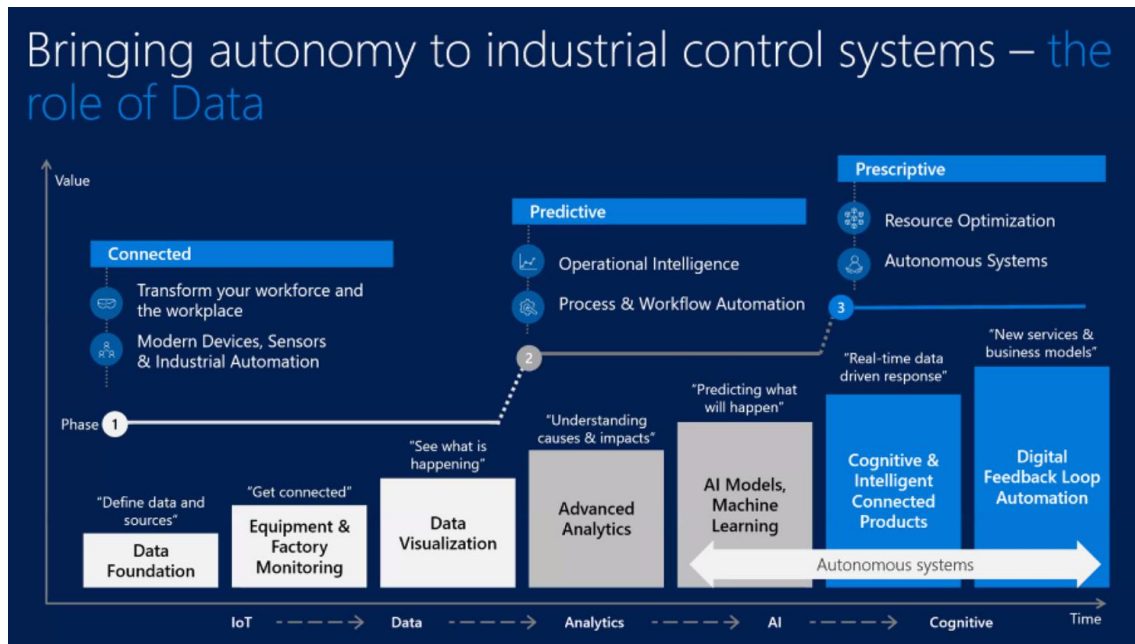 Bringing autonomy to industrial control systems – the
role of Data
Value
Connected
Transform your workforce and
the workplace
Modern Devices, Sensors
& Industrial Automation
Predictive
Operational Intelligence
Process & Workflow Automation
Prescriptive
Resource Optimization
Autonomous Systems
Phase 1
2
3
"Define data and
sources"
Data
Foundation
"Get connected"
Equipment &
Factory
Monitoring
"See what is
happening"
Data
Visualization
"Understanding
causes & impacts"
Advanced
Analytics
"Predicting what
will happen"
AI Models,
Machine
Learning
"Real-time data
driven response"
Cognitive &
Intelligent
Connected
Products
"New services &
business models"
Digital
Feedback Loop
Automation
Autonomous systems
IoT
Data
Analytics
AI
Cognitive
Time